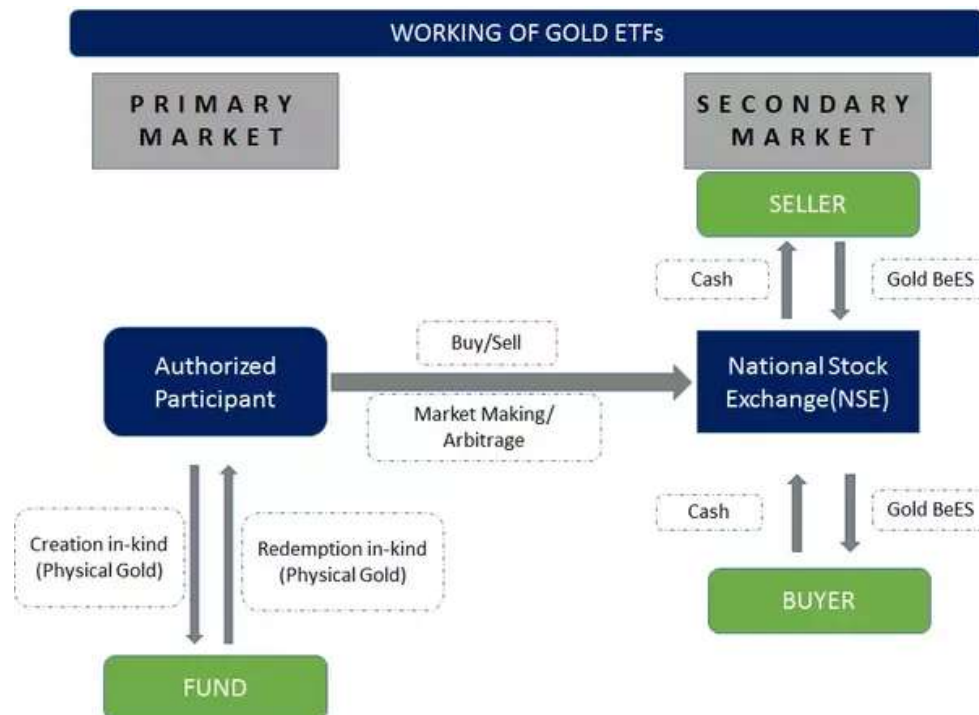 WORKING OF GOLD ETFs
PRIMARY
MARKET
SECONDARY
MARKET
SELLER
Cash
Gold BeES
Buy/Sell
Authorized
Participant
National Stock
Exchange(NSE)
Market Making/
Arbitrage
Cash
Gold BeES
Creation in-kind
(Physical Gold)
Redemption in-kind
(Physical Gold)
BUYER
FUND